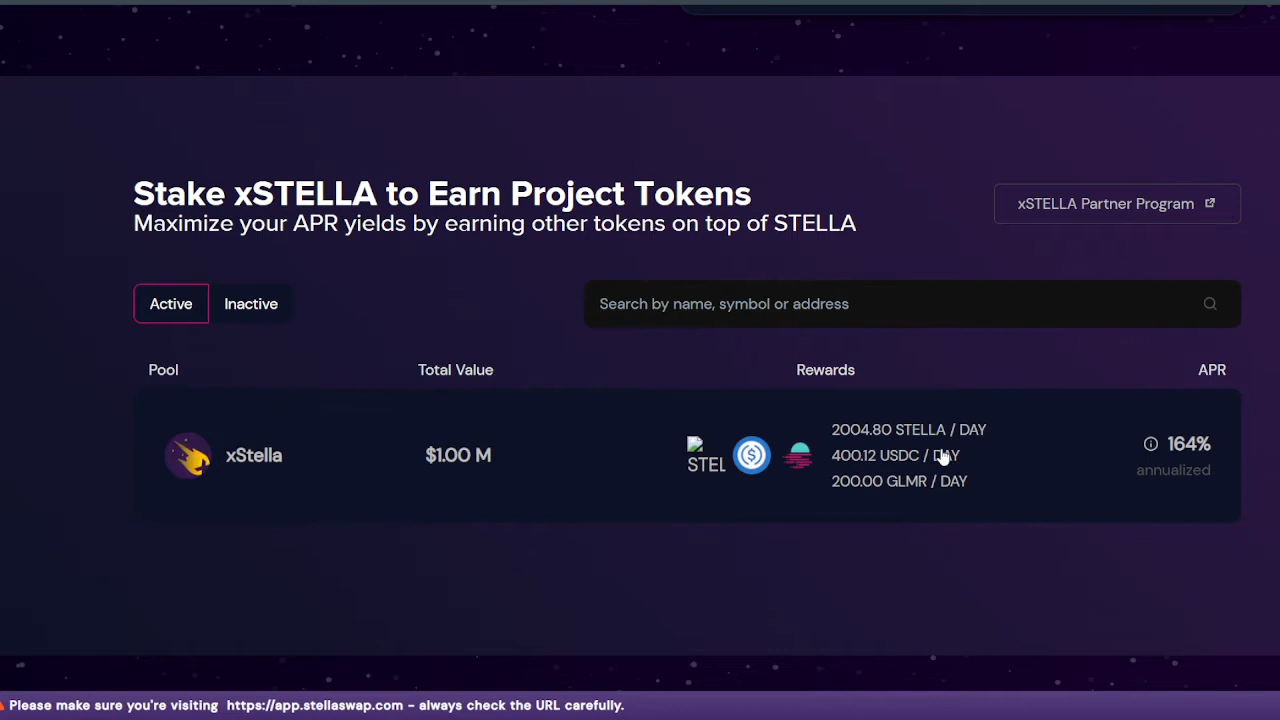 Stake xSTELLA to Earn Project Tokens
Maximize your APR yields by earning other tokens on top of STELLA
xSTELLA Partner Program
Active
Inactive
Search by name, symbol or address
Pool
Total Value
Rewards
APR
xStella
$1.00 M
STEL
2004.80 STELLA / DAY
400.12 USDC / DAY
200.00 GLMR / DAY
164%
annualized
Please make sure you're visiting https://app.stellaswap.com - always check the URL carefully.